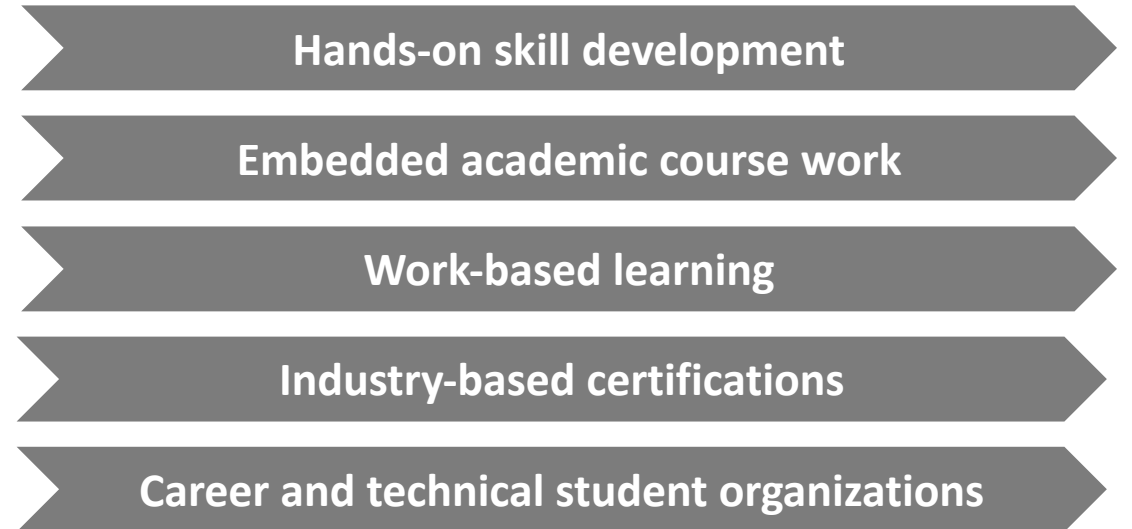 Hands-on skill development
Embedded academic course work
Work-based learning
Industry-based certifications
Career and technical student organizations